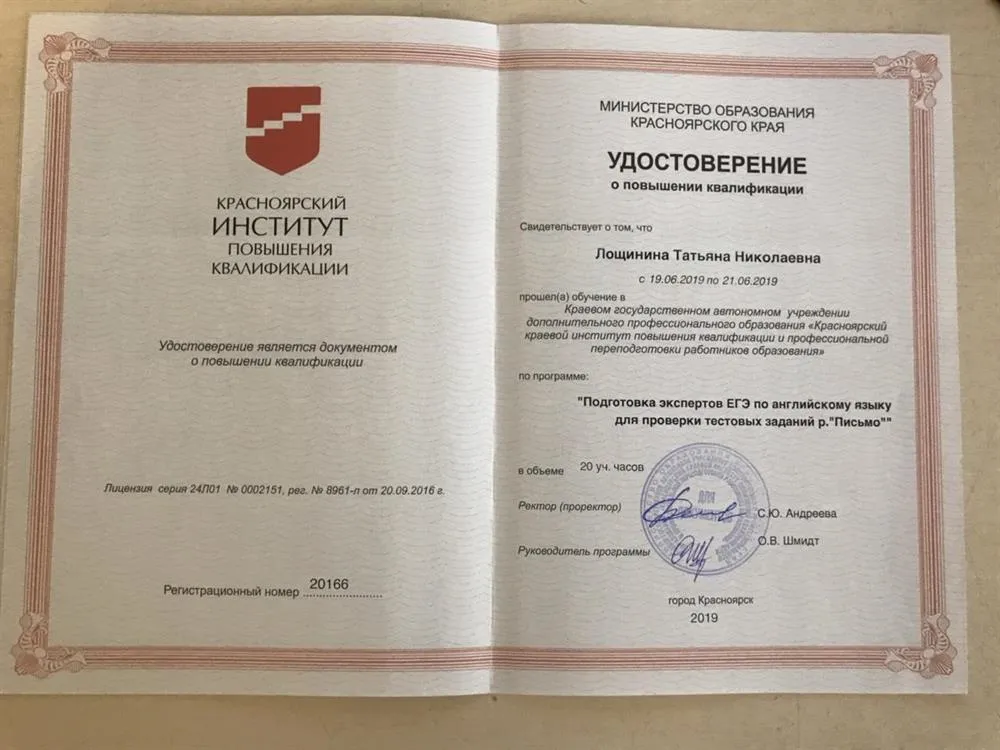 КРАСНОЯРСКИЙ
ИНСТИТУТ
ПОВЫШЕНИЯ
КВАЛИФИКАЦИИ
Удостоверение является документом
о повышении квалификации
Лицензия серия 24Л01 № 0002151, рег. № 8961-л от 20.09.2016 г.
Регистрационный номер 20166
МИНИСТЕРСТВО ОБРАЗОВАНИЯ
КРАСНОЯРСКОГО КРАЯ
УДОСТОВЕРЕНИЕ
о повышении квалификации
Свидетельствует о том, что
Лощинина Татьяна Николаевна
с 19.06.2019 по 21.06.2019
прошел(а) обучение в
Краевом государственном автономном учреждении
дополнительного профессионального образования «Красноярский
краевой институт повышения квалификации и профессиональной
переподготовки работников образования»
по программе:
"Подготовка экспертов ЕГЭ по английскому языку
для проверки тестовых заданий р."Письмо""
в объеме 20 уч. часов
Ректор (проректор) С.Ю. Андреева
Руководитель программы О.В. Шмидт
ДЛЯ
город Красноярск
2019